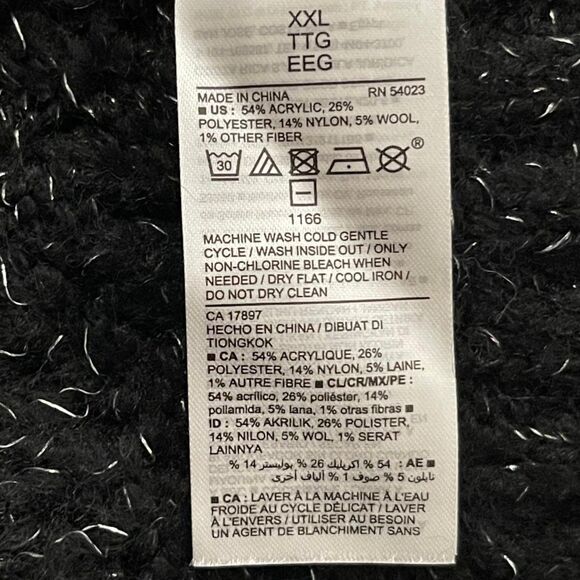 XXL
TTG
EEG
MADE IN CHINA RN 54023
■ US : 54% ACRYLIC, 26%
POLYESTER, 14% NYLON, 5% WOOL,
1% OTHER FIBER
30 ®
1166
MACHINE WASH COLD GENTLE
CYCLE / WASH INSIDE OUT / ONLY
NON-CHLORINE BLEACH WHEN
NEEDED / DRY FLAT / COOL IRON /
DO NOT DRY CLEAN
CA 17897
HECHO EN CHINA / DIBUAT DI
TIONGKOK
■ CA : 54% ACRYLIQUE, 26%
POLYESTER, 14% NYLON, 5% LAINE,
1% AUTRE FIBRE ■ CL/CR/MX/PE :
54% acrílico, 26% poliéster, 14%
poliamida, 5% lana, 1% otras fibras ■
ID : 54% AKRILIK, 26% POLISTER,
14% NILON, 5% WOL, 1% SERAT
LAINNYA
■ AE : 54 % اكريليك 26 % بوليستر 14 %
نايلون 5 % صوف 1 % ألياف أخرى
■ CA : LAVER À LA MACHINE À L'EAU
FROIDE AU CYCLE DÉLICAT / LAVER
À L'ENVERS / UTILISER AU BESOIN
UN AGENT DE BLANCHIMENT SANS